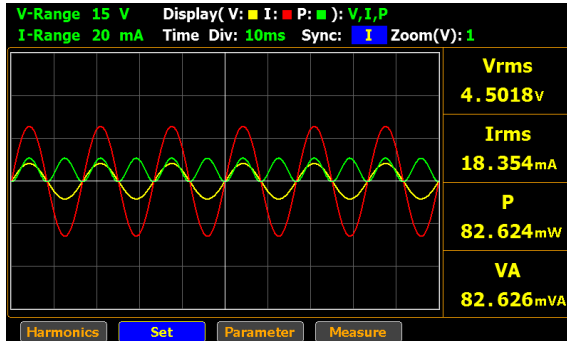 V-Range 15 V Display( V: I: P: ): V,I,P
I-Range 20 mA Time Div: 10ms Sync: I Zoom(V): 1
Vrms
4.5018V
Irms
18.354mA
P
82.624mW
VA
82.626mVA
Harmonics Set Parameter Measure